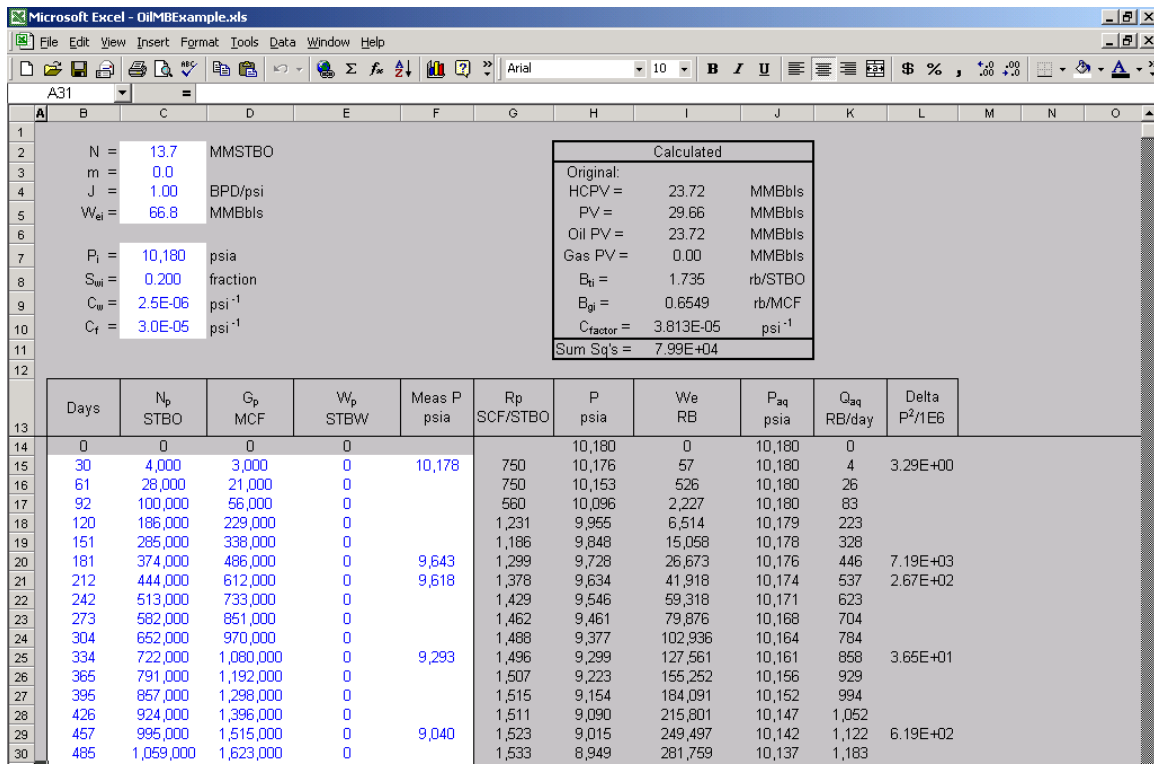 Microsoft Excel - OilMBExample.xls
File Edit View Insert Format Tools Data Window Help
Arial 10 B I U $ % ,
A31 =
A B C D E F G H I J K L M N O
1
2 N = 13.7 MMSTBO Calculated
3 m = 0.0 Original:
4 J = 1.00 BPD/psi HCPV = 23.72 MMBbls
5 Wei = 66.8 MMBbls PV = 29.66 MMBbls
6 Oil PV = 23.72 MMBbls
7 Pi = 10,180 psia Gas PV = 0.00 MMBbls
8 Swi = 0.200 fraction Bti = 1.735 rb/STBO
9 Cw = 2.5E-06 psi-1 Bgi = 0.6549 rb/MCF
10 Cf = 3.0E-05 psi-1 Cfactor = 3.813E-05 psi-1
11 Sum Sq's = 7.99E+04
12
Days Np Gp Wp Meas P Rp P We Paq Qaq Delta
13 STBO MCF STBW psia SCF/STBO psia RB psia RB/day P2/1E6
14 0 0 0 0 10,180 0 10,180 0
15 30 4,000 3,000 0 10,178 750 10,176 57 10,180 4 3.29E+00
16 61 28,000 21,000 0 750 10,153 526 10,180 26
17 92 100,000 56,000 0 560 10,096 2,227 10,180 83
18 120 186,000 229,000 0 1,231 9,955 6,514 10,179 223
19 151 285,000 338,000 0 1,186 9,848 15,058 10,178 328
20 181 374,000 486,000 0 9,643 1,299 9,728 26,673 10,176 446 7.19E+03
21 212 444,000 612,000 0 9,618 1,378 9,634 41,918 10,174 537 2.67E+02
22 242 513,000 733,000 0 1,429 9,546 59,318 10,171 623
23 273 582,000 851,000 0 1,462 9,461 79,876 10,168 704
24 304 652,000 970,000 0 1,488 9,377 102,936 10,164 784
25 334 722,000 1,080,000 0 9,293 1,496 9,299 127,561 10,161 858 3.65E+01
26 365 791,000 1,192,000 0 1,507 9,223 155,252 10,156 929
27 395 857,000 1,298,000 0 1,515 9,154 184,091 10,152 994
28 426 924,000 1,396,000 0 1,511 9,090 215,801 10,147 1,052
29 457 995,000 1,515,000 0 9,040 1,523 9,015 249,497 10,142 1,122 6.19E+02
30 485 1,059,000 1,623,000 0 1,533 8,949 281,759 10,137 1,183